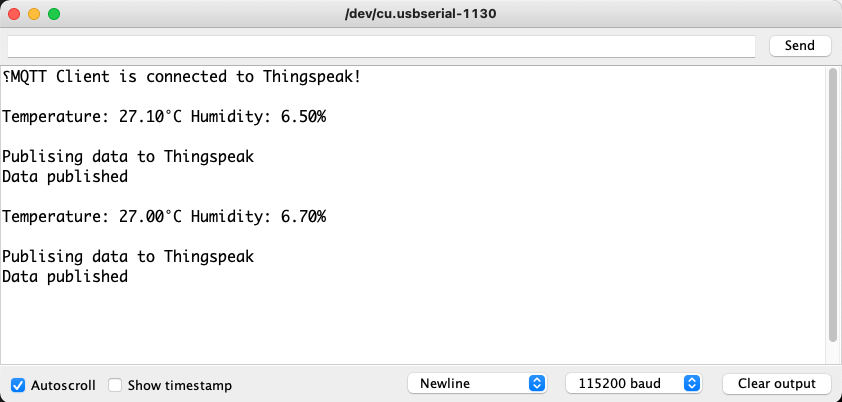 /dev/cu.usbserial-1130
Send
⸮MQTT Client is connected to Thingspeak!
Temperature: 27.10°C Humidity: 6.50%
Publising data to Thingspeak
Data published
Temperature: 27.00°C Humidity: 6.70%
Publising data to Thingspeak
Data published
Autoscroll Show timestamp Newline 115200 baud Clear output